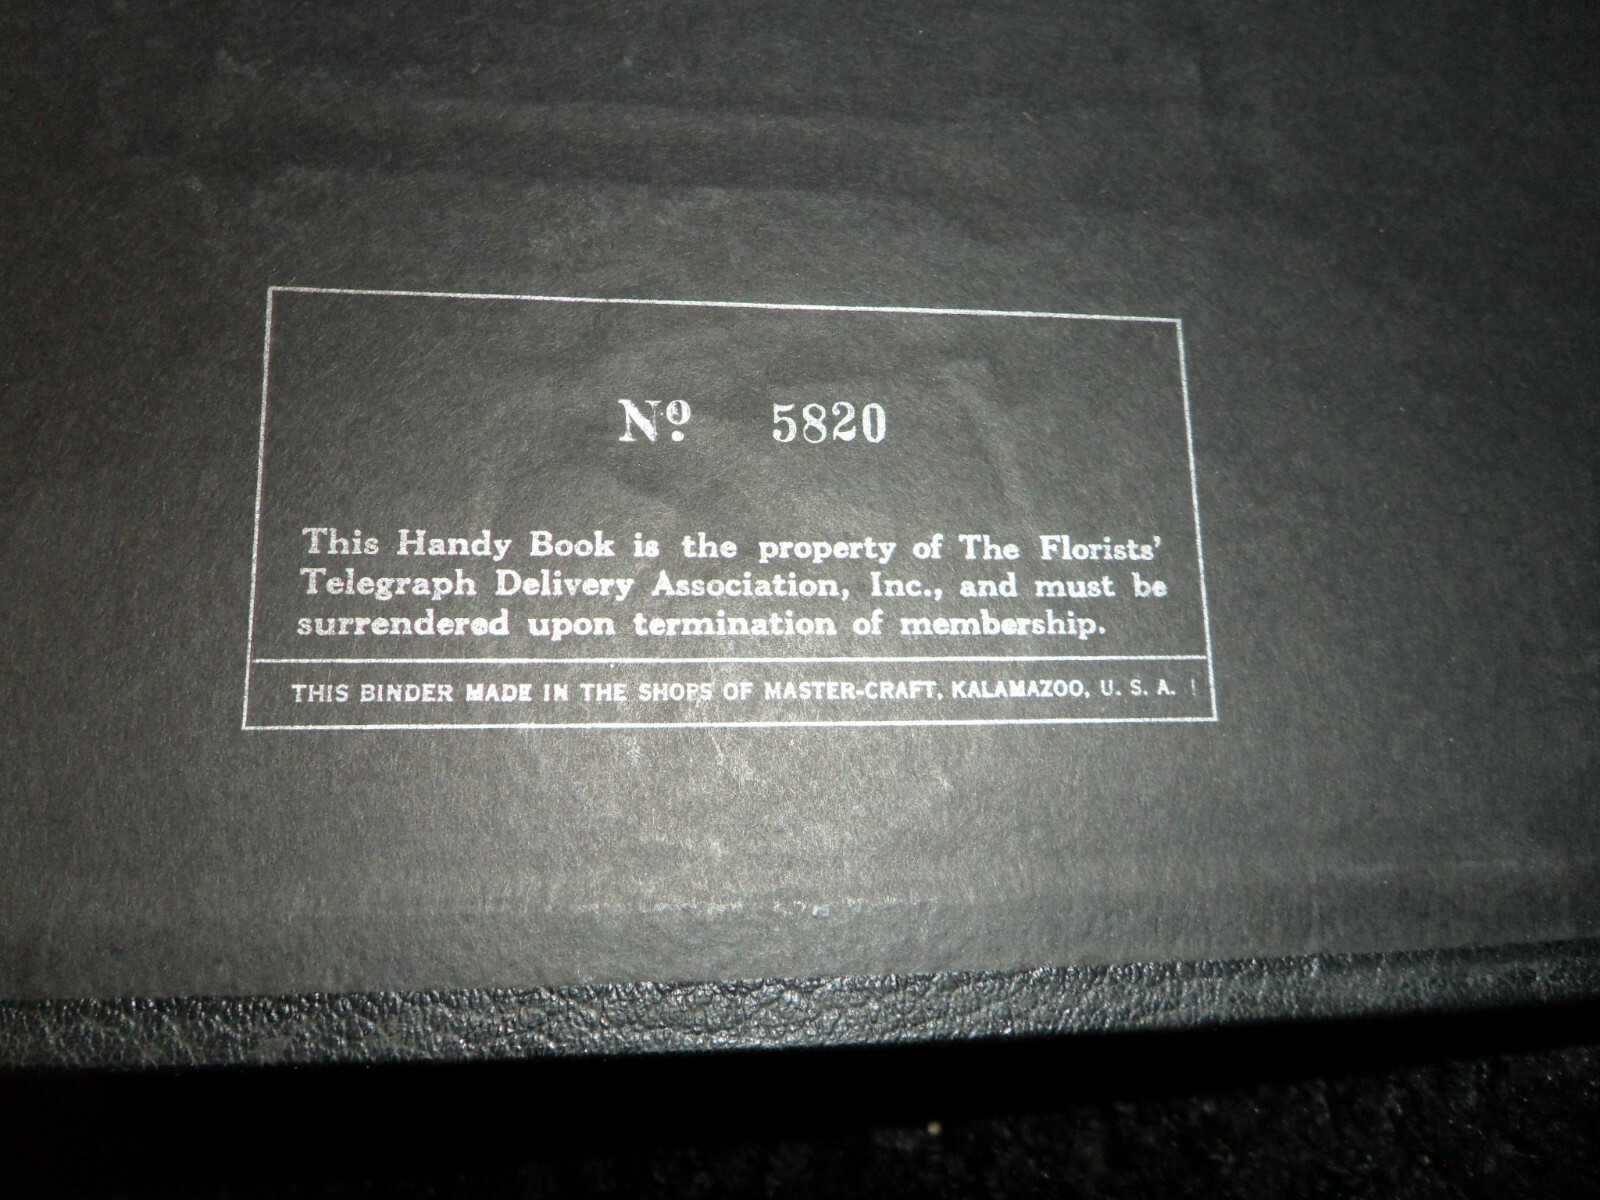 Nº 5820
This Handy Book is the property of The Florists'
Telegraph Delivery Association, Inc., and must be
surrendered upon termination of membership.
THIS BINDER MADE IN THE SHOPS OF MASTER-CRAFT, KALAMAZOO, U. S. A.